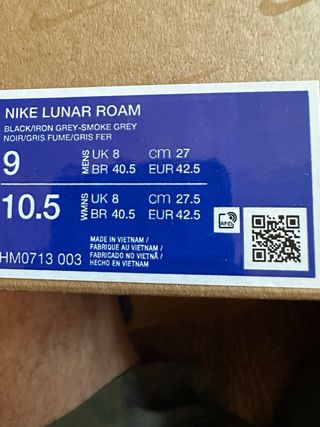 NIKE LUNAR ROAM
BLACK/IRON GREY-SMOKE GREY
NOIR/GRIS FUME/GRIS FER
9 MENS UK 8 cm 27
BR 40.5 EUR 42.5
10.5 WMNS UK 8 cm 27.5
BR 40.5 EUR 42.5
RFID
MADE IN VIETNAM /
FABRIQUE AU VIETNAM /
FABRICADO NO VIETNÃ /
HECHO EN VIETNAM
HM0713 003